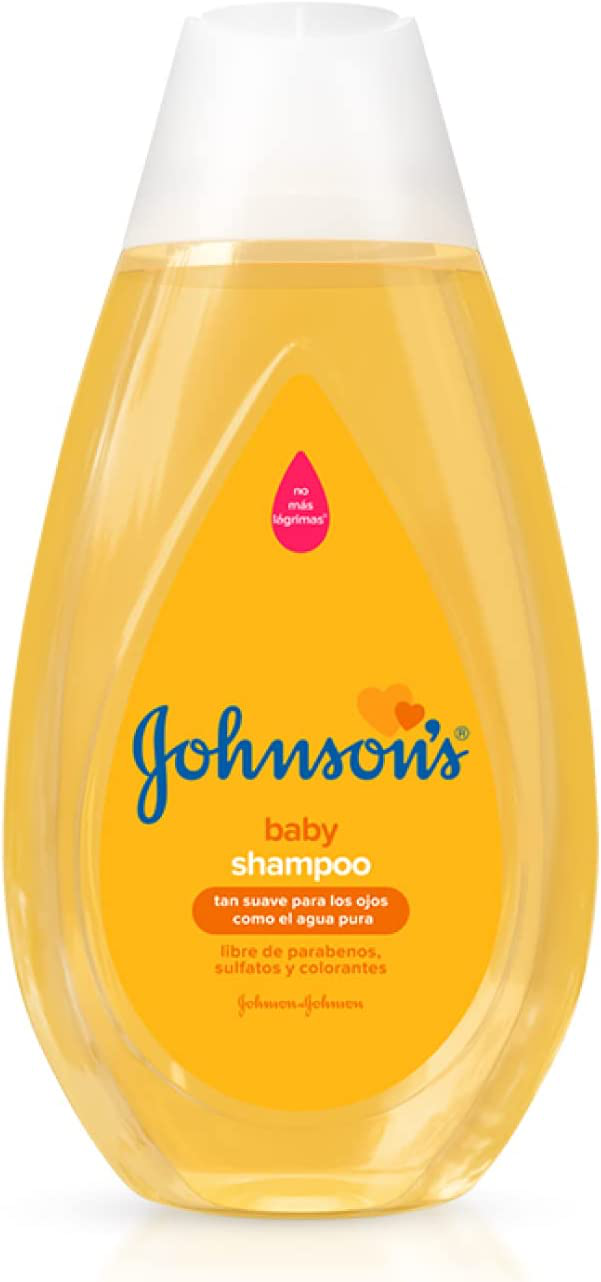 no
más
lágrimas'
Johnson's®
baby
shampoo
tan suave para los ojos
como el agua pura
libre de parabenos,
sulfatos y colorantes
Johnson&Johnson